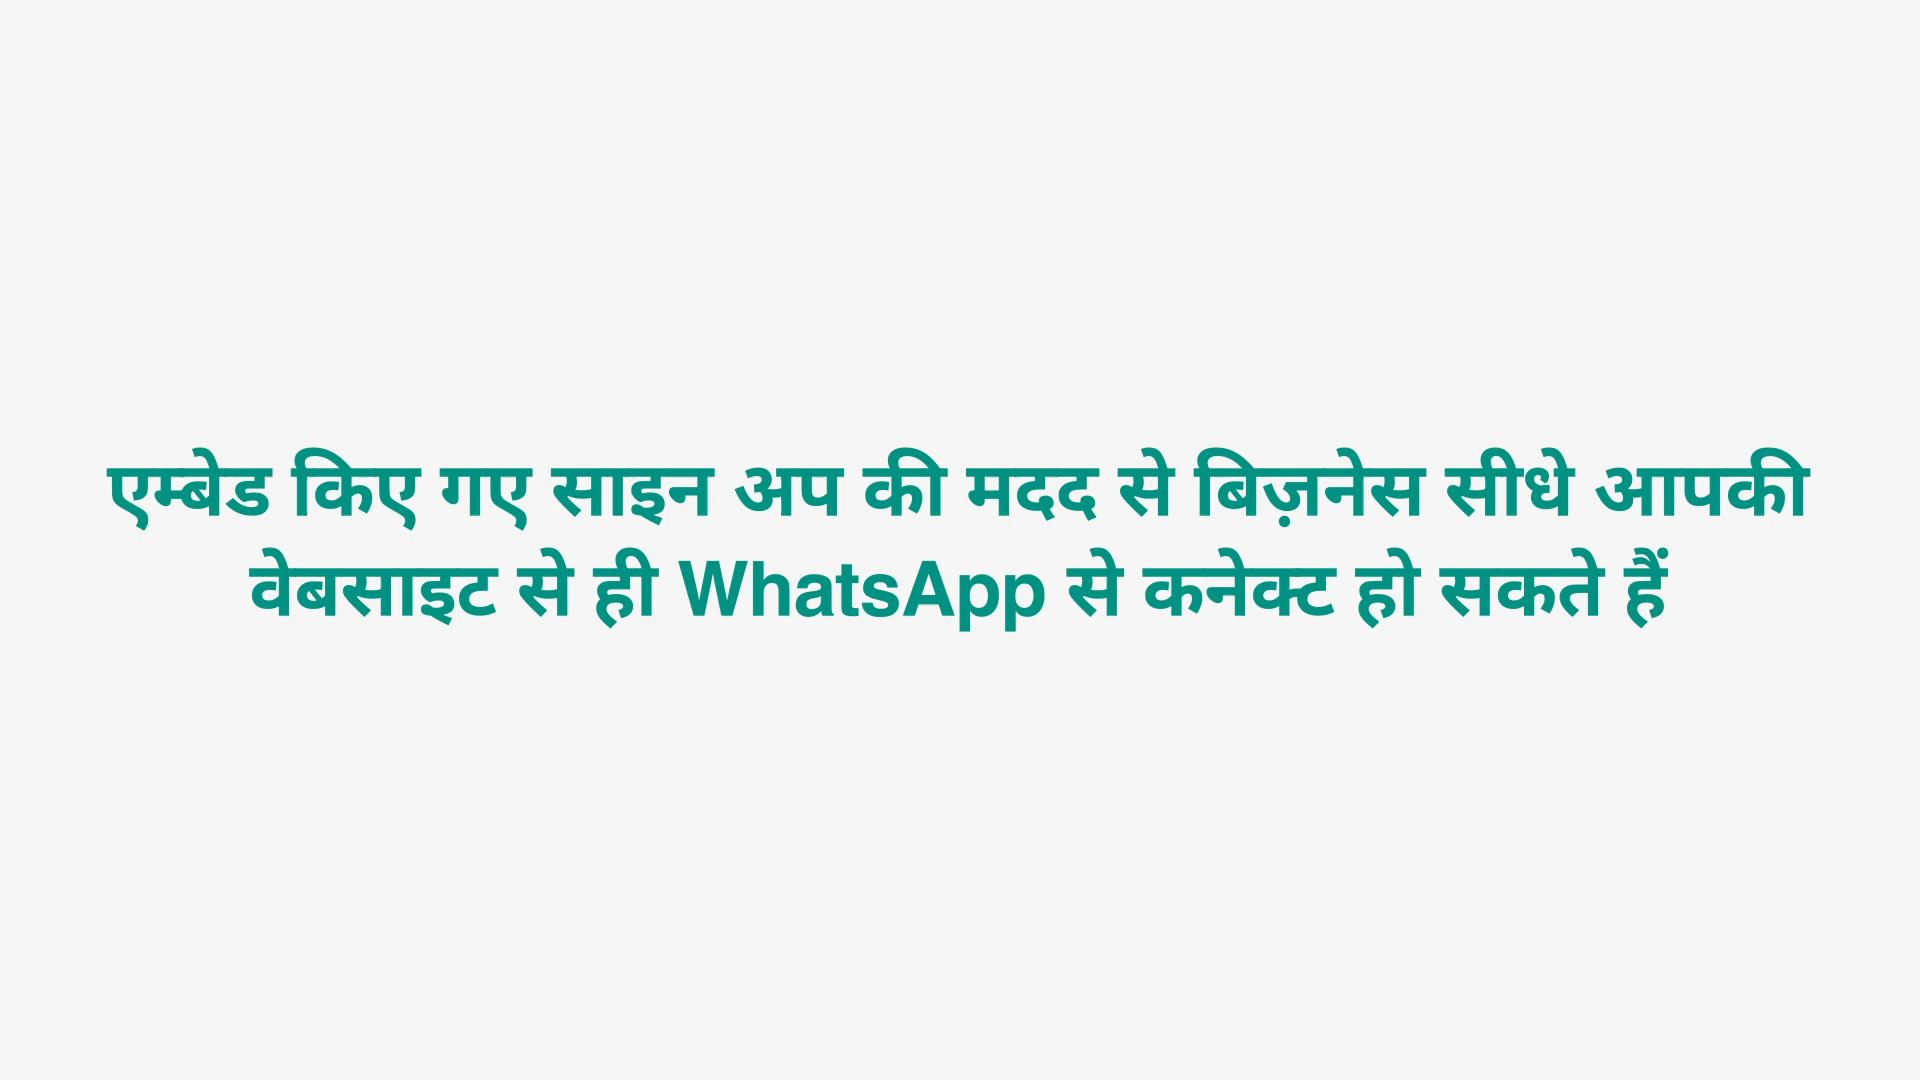 एम्बेड किए गए साइन अप की मदद से बिज़नेस सीधे आपकी
वेबसाइट से ही WhatsApp से कनेक्ट हो सकते हैं